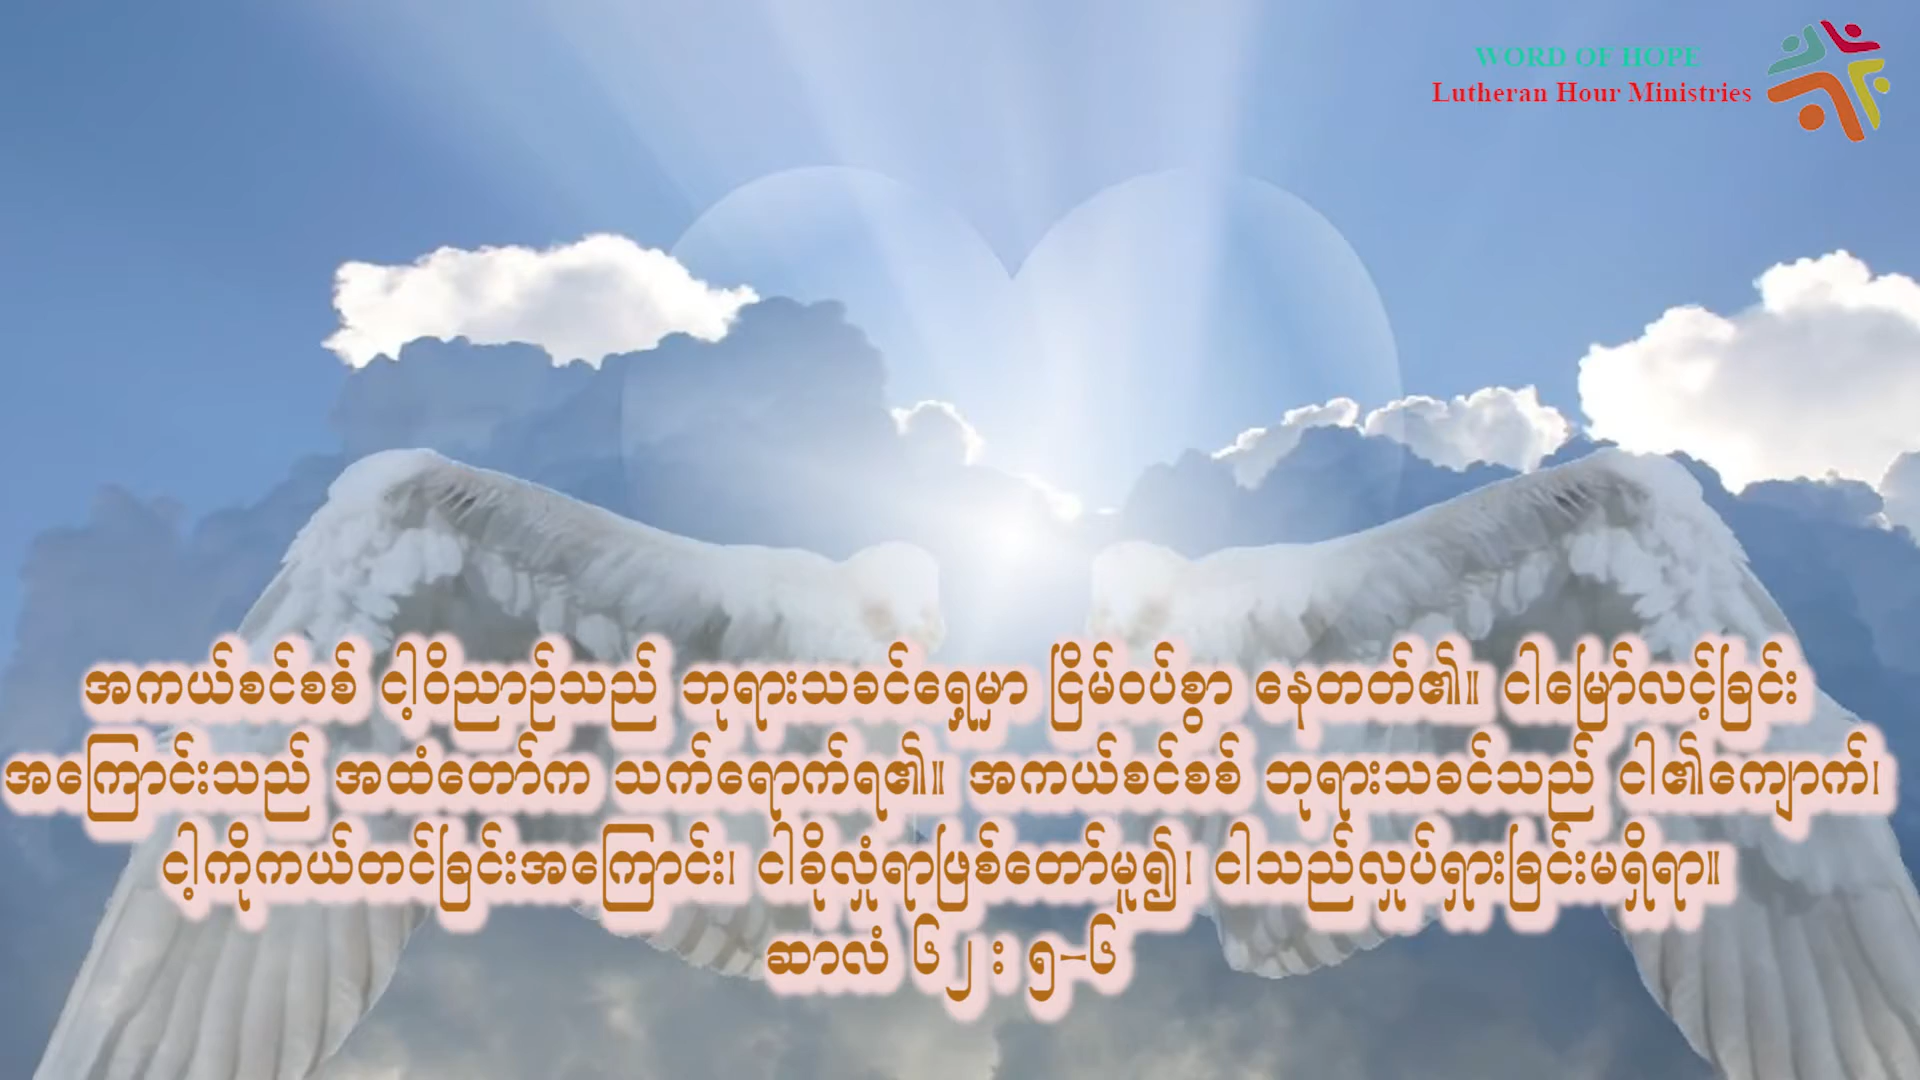 WORD OF HOPE
Lutheran Hour Ministries
အကယ်စင်စစ် ငါ့ဝိညာဉ်သည် ဘုရားသခင်ရှေ့မှာ ငြိမ်ဝပ်စွာ နေတတ်၏။ ငါမြော်လင့်ခြင်း
အကြောင်းသည် အထံတော်က သက်ရောက်ရ၏။ အကယ်စင်စစ် ဘုရားသခင်သည် ငါ၏ကျောက်၊
ငါ့ကိုကယ်တင်ခြင်းအကြောင်း၊ ငါခိုလှုံရာဖြစ်တော်မူ၍၊ ငါသည်လှုပ်ရှားခြင်းမရှိရာ။
ဆာလံ ၆၂ း ၅-၆